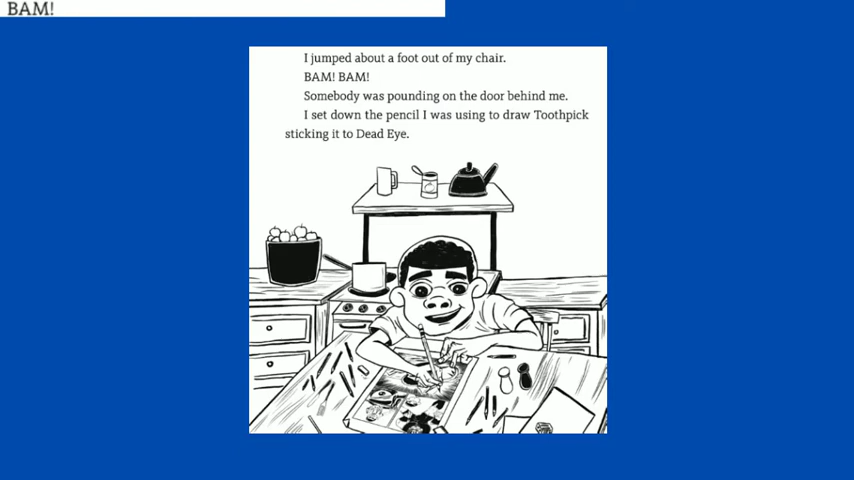 BAM!
I jumped about a foot out of my chair.
BAM! BAM!
Somebody was pounding on the door behind me.
I set down the pencil I was using to draw Toothpick
sticking it to Dead Eye.